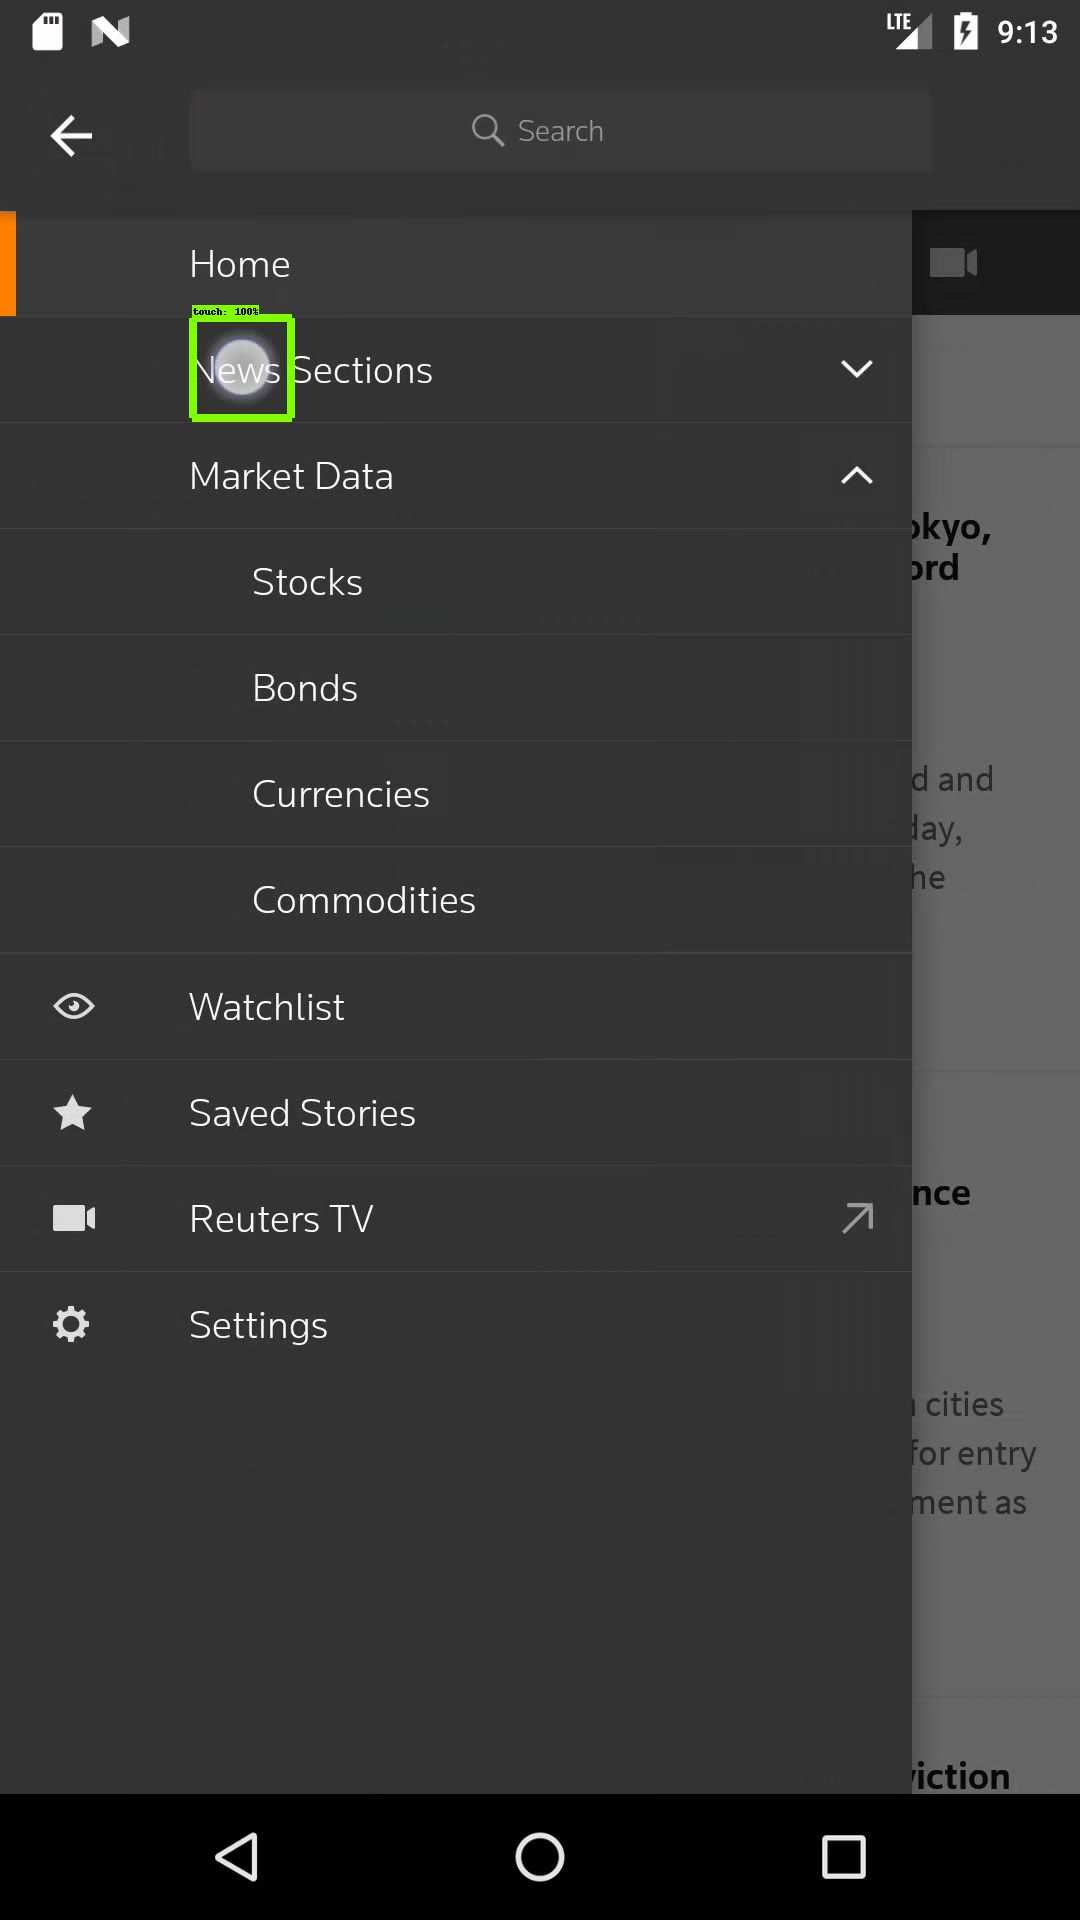 LTE 9:13
Search
Home
touch: 100%
News Sections
Market Data
okyo,
ord
Stocks
Bonds
d and
Currencies
day,
he
Commodities
Watchlist
Saved Stories
nce
Reuters TV
Settings
cities
for entry
ment as
viction